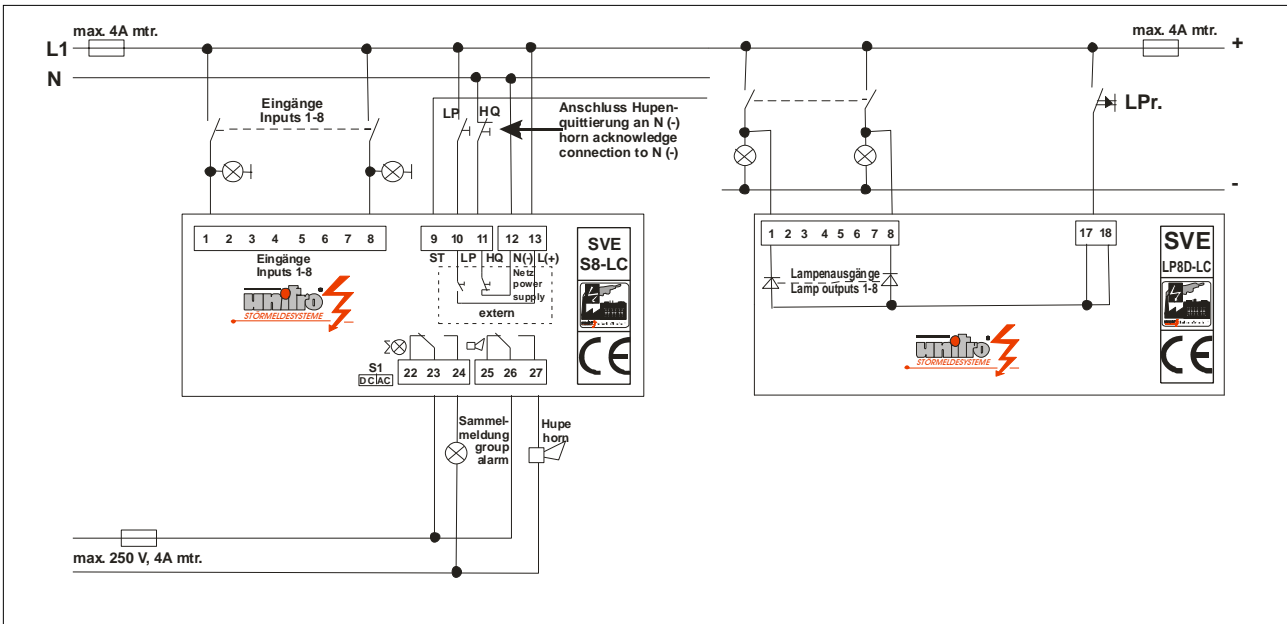 max. 4A mtr.
L1
N
Eingänge
Inputs 1-8
LP
HQ
Anschluss Hupen-
quittierung an N (-)
horn acknowledge
connection to N (-)
max. 4A mtr.
+
LPr.
-
1 2 3 4 5 6 7 8
Eingänge
Inputs 1-8
unitro
STÖRMELDESYSTEME
9 10 11 12 13
ST LP HQ N(-) L(+)
Netz
power
supply
extern
SVE
S8-LC
CE
S1
DC AC
22 23 24 25 26 27
Sammel-
meldung
group
alarm
Hupe
horn
max. 250 V, 4A mtr.
1 2 3 4 5 6 7 8
17 18
Lampenausgänge
Lamp outputs 1-8
unitro
STÖRMELDESYSTEME
SVE
LP8D-LC
CE